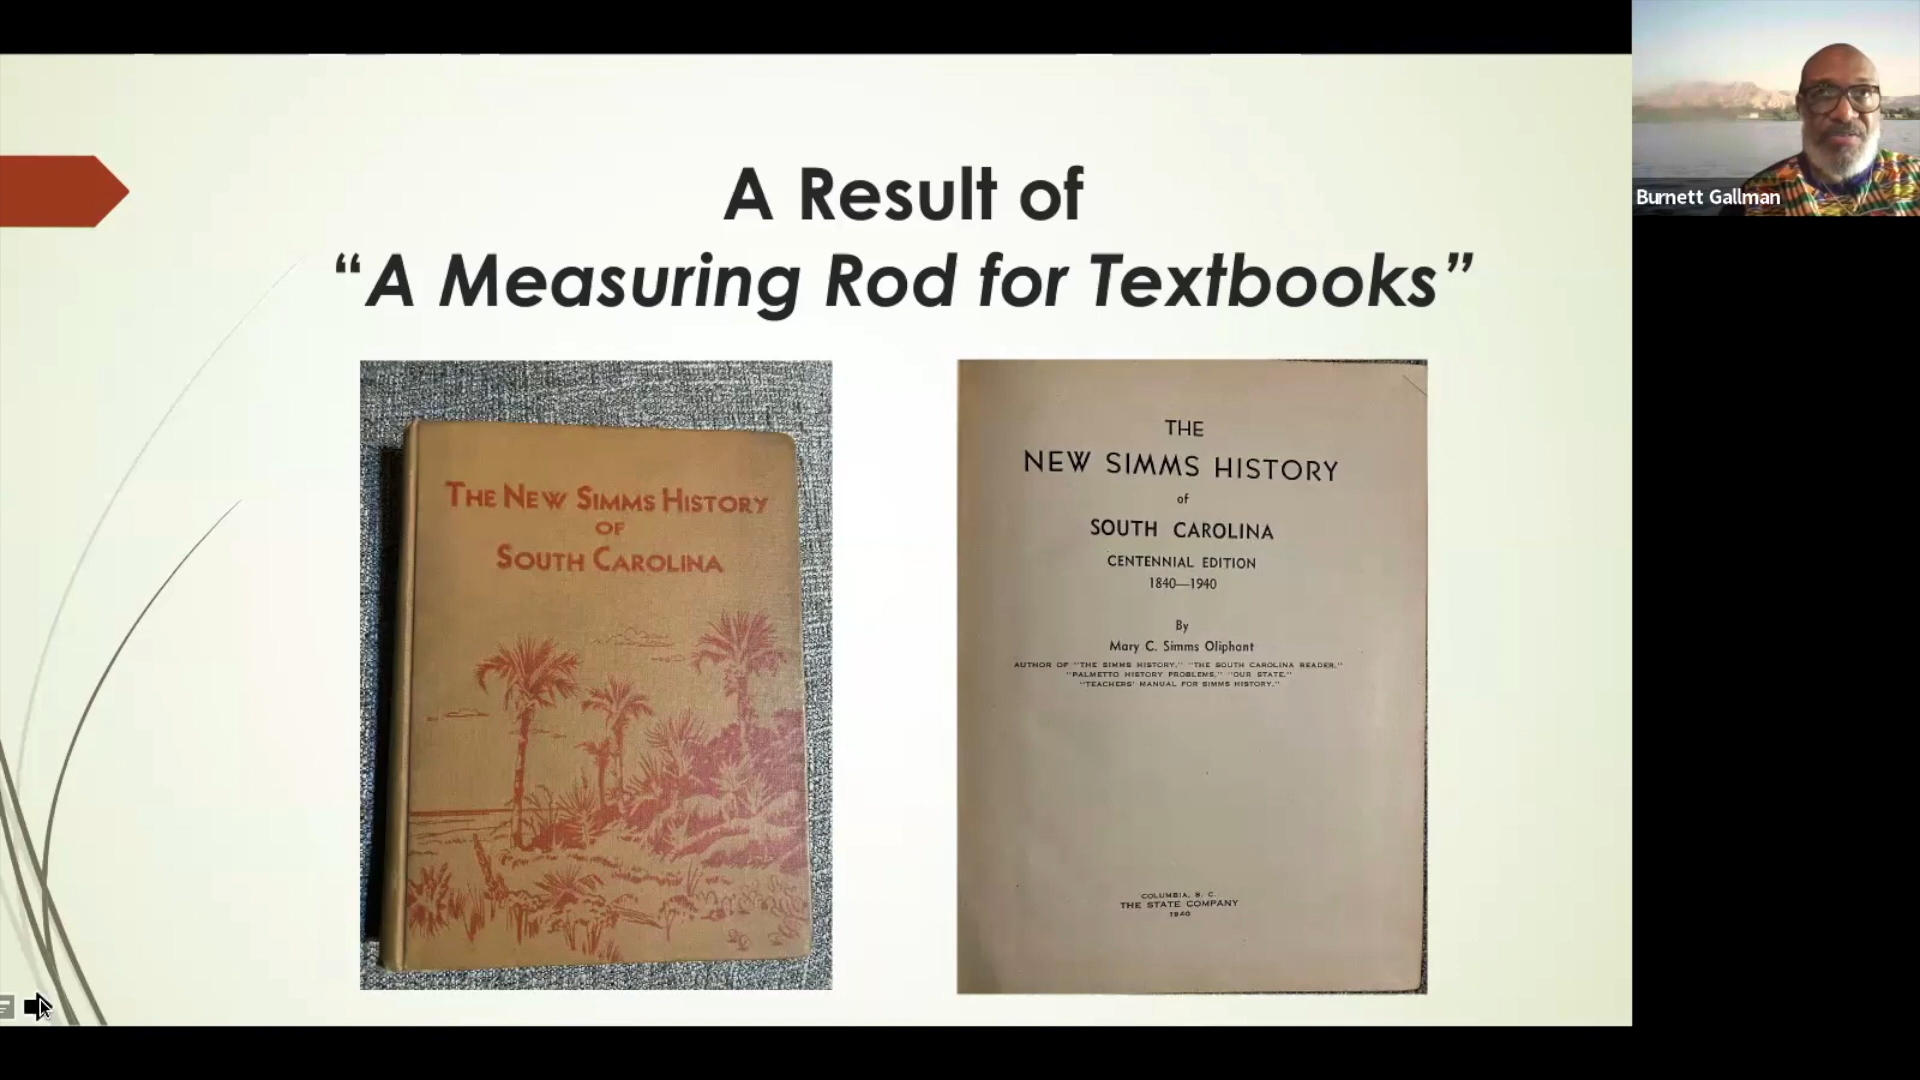 A Result of
“A Measuring Rod for Textbooks”
THE NEW SIMMS HISTORY
OF
SOUTH CAROLINA
THE
NEW SIMMS HISTORY
of
SOUTH CAROLINA
CENTENNIAL EDITION
1840—1940
By
Mary C. Simms Oliphant
AUTHOR OF "THE SIMMS HISTORY," "THE SOUTH CAROLINA READER,"
"PALMETTO HISTORY PROBLEMS," "OUR STATE,"
"TEACHERS' MANUAL FOR SIMMS HISTORY."
COLUMBIA, S. C.
THE STATE COMPANY
1940
Burnett Gallman